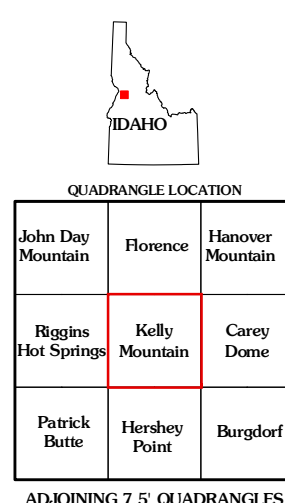 IDAHO
QUADRANGLE LOCATION
John Day
Mountain
Florence
Hanover
Mountain
Riggins
Hot Springs
Kelly
Mountain
Carey
Dome
Patrick
Butte
Hershey
Point
Burgdorf
ADJOINING 7.5' QUADRANGLES